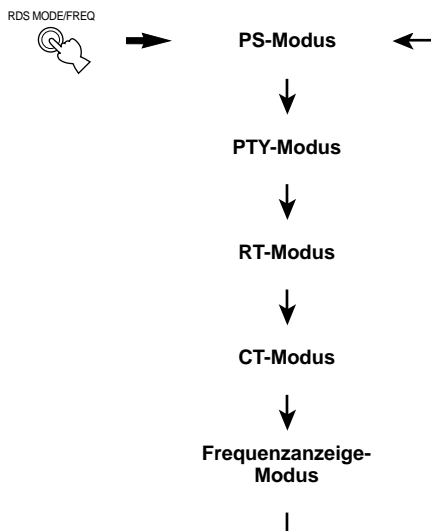 RDS MODE/FREQ
PS-Modus
PTY-Modus
RT-Modus
CT-Modus
Frequenzanzeige-
Modus